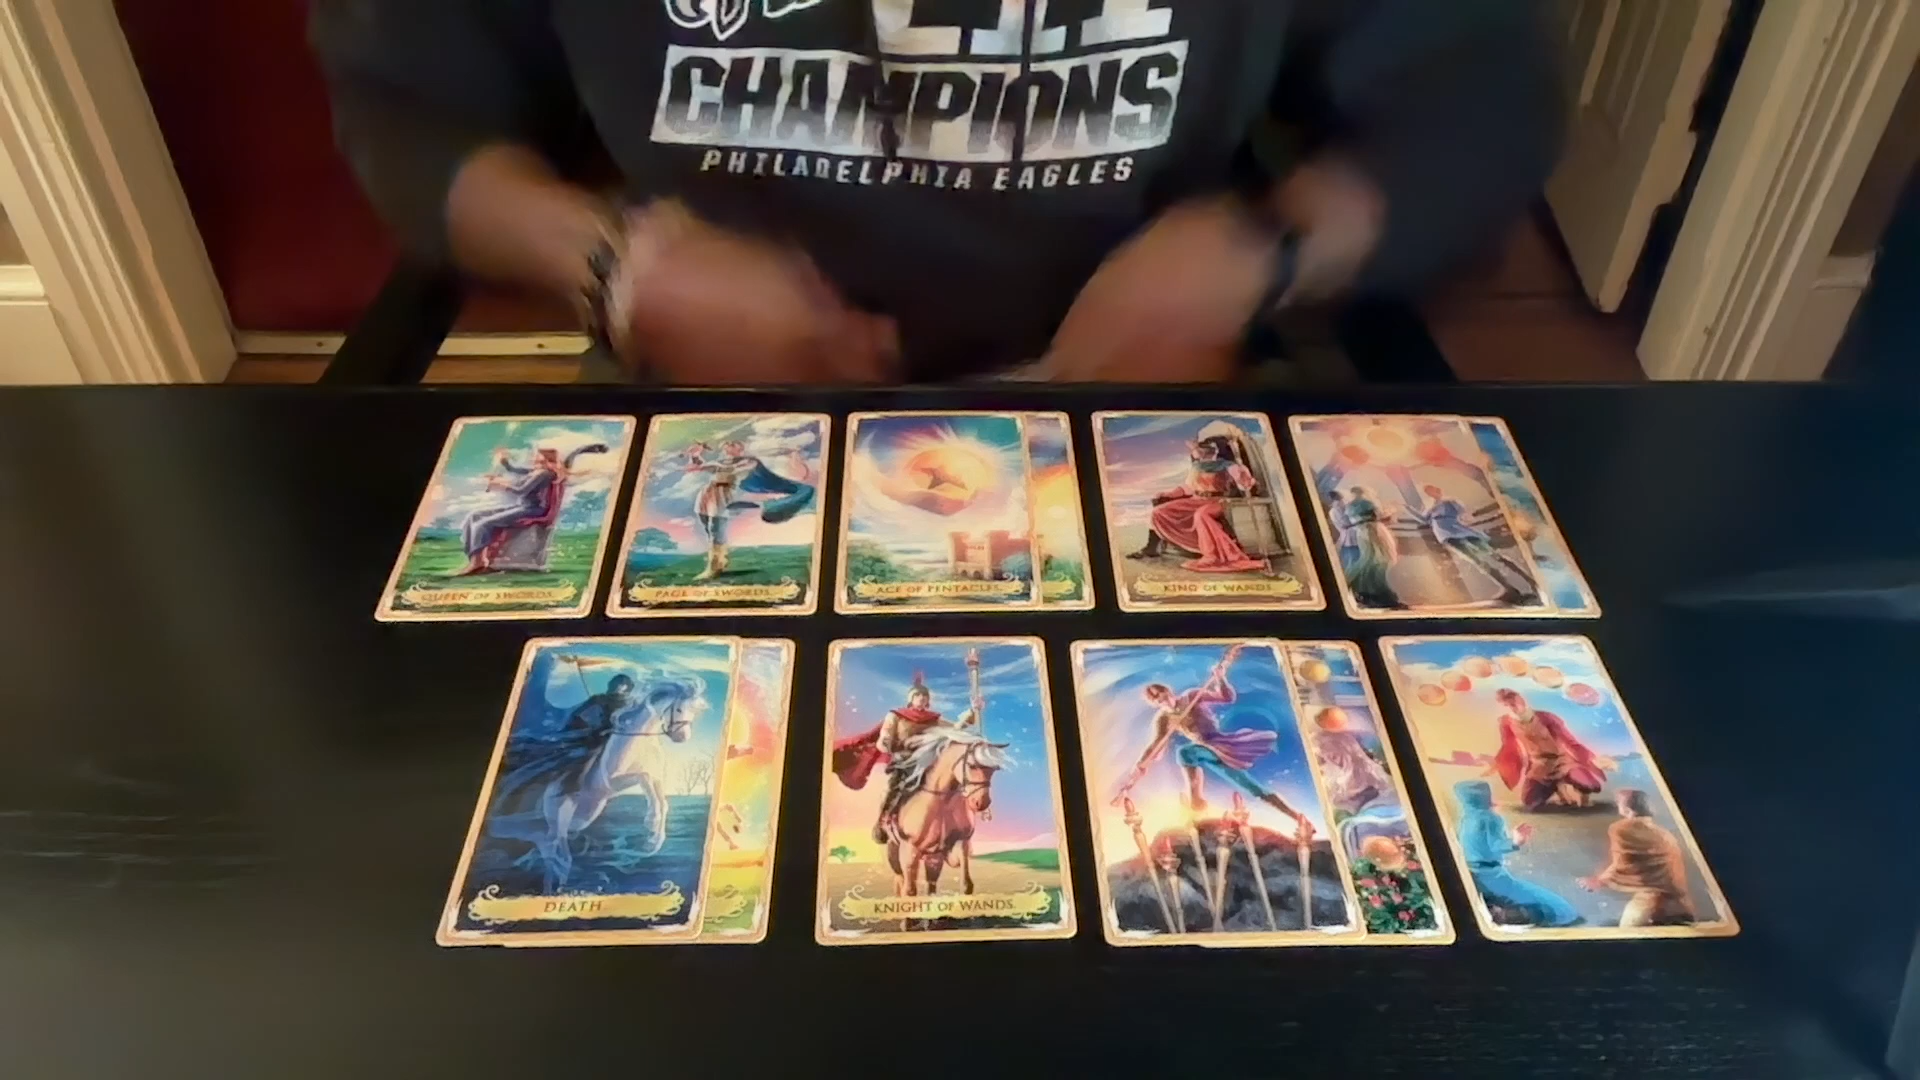 CHAMPIONS
PHILADELPHIA EAGLES
QUEEN OF SWORDS.
PAGE OF SWORDS.
ACE OF PENTACLES.
KING OF WANDS.
DEATH
KNIGHT OF WANDS.